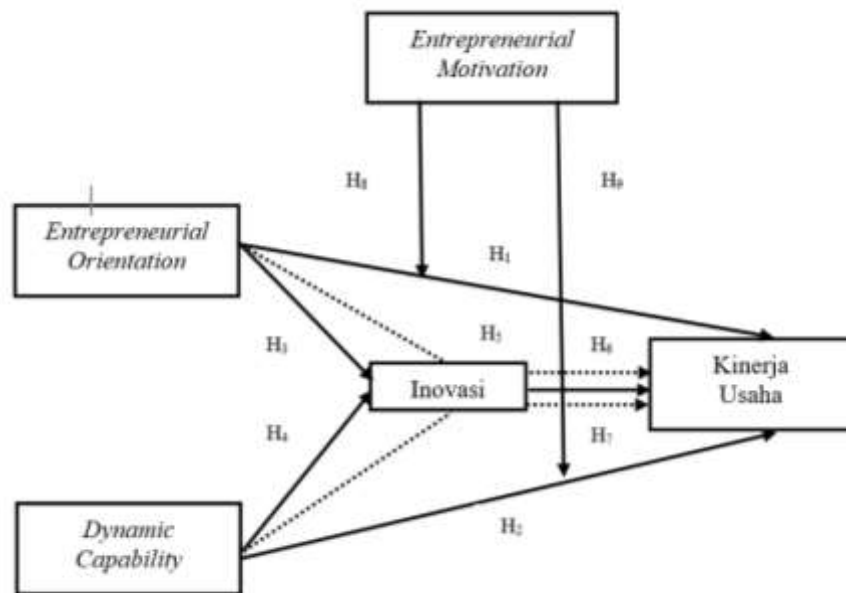 Entrepreneurial
Motivation
H₈
H₉
Entrepreneurial
Orientation
H₁
H₃
H₅
H₆
Inovasi
Kinerja
Usaha
H₄
H₇
H₂
Dynamic
Capability